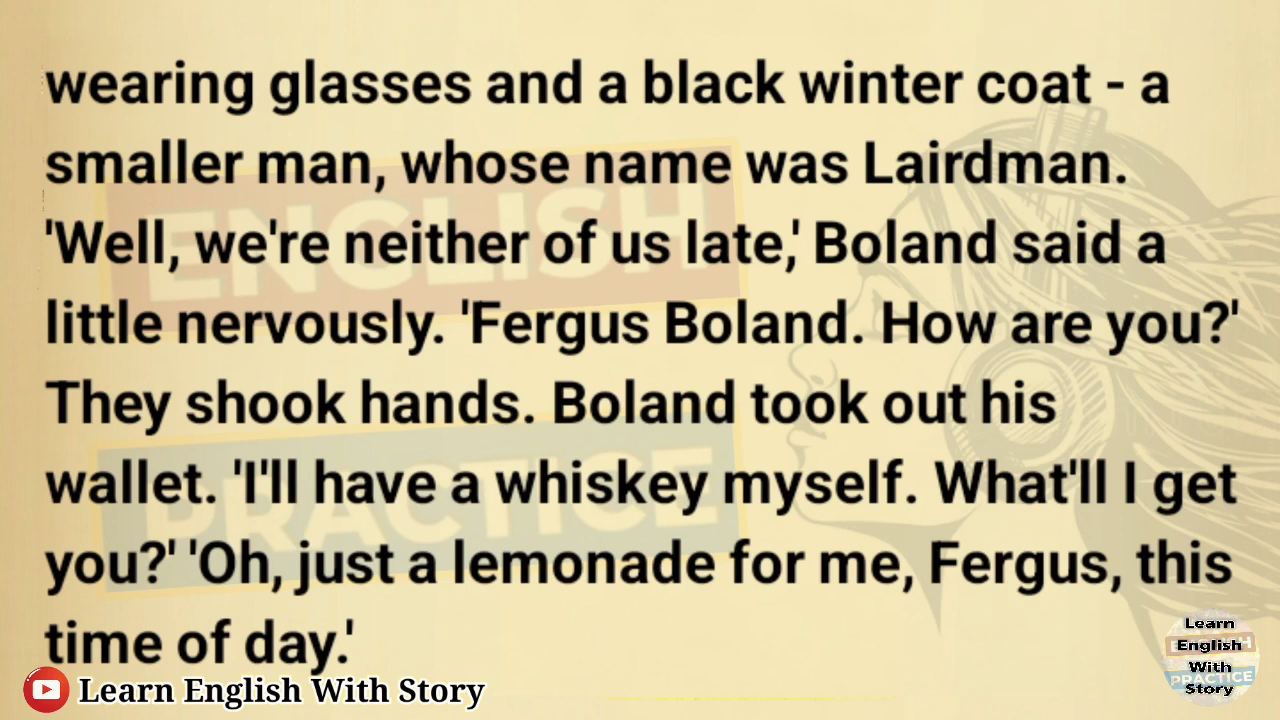 wearing glasses and a black winter coat - a
smaller man, whose name was Lairdman.
'Well, we're neither of us late,' Boland said a
little nervously. 'Fergus Boland. How are you?'
They shook hands. Boland took out his
wallet. 'I'll have a whiskey myself. What'll I get
you?' 'Oh, just a lemonade for me, Fergus, this
time of day.'
ENGLISH
PRACTICE
Learn English With Story
Learn
English
With
Story
ENGLISH
PRACTICE